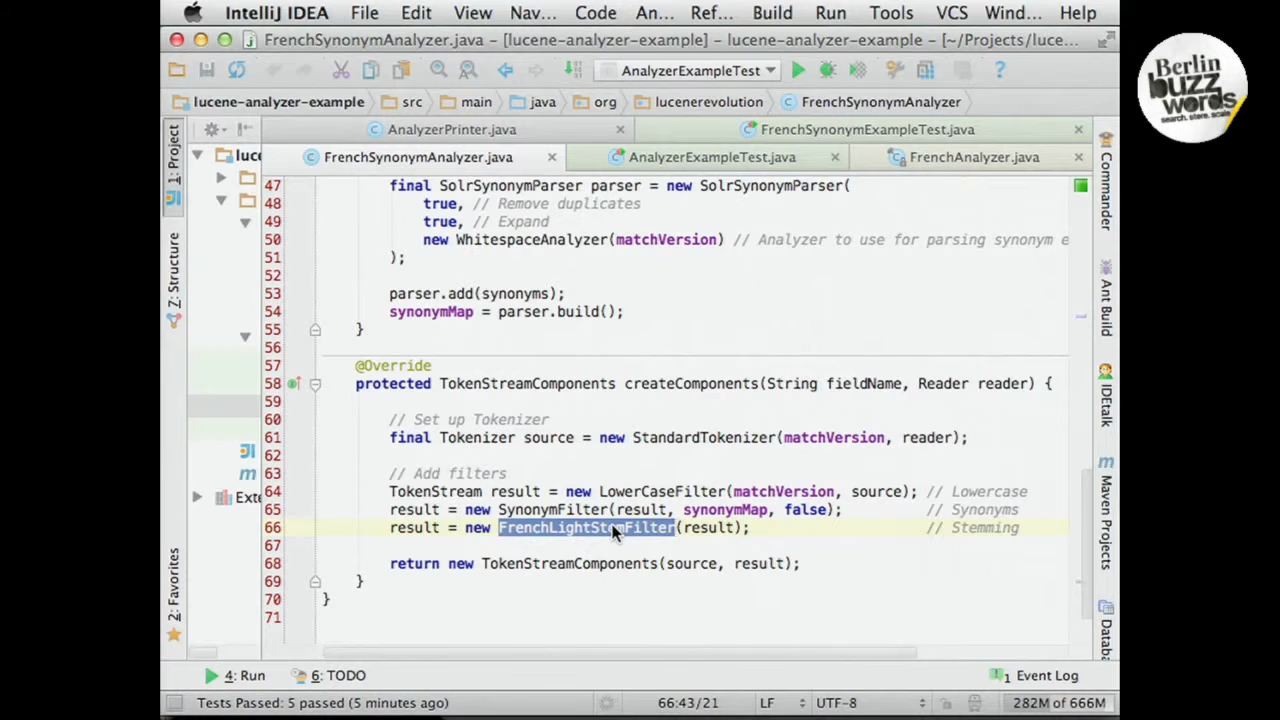 IntelliJ IDEA File Edit View Nav... Code An... Ref... Build Run Tools VCS Wind... Help
FrenchSynonymAnalyzer.java – [lucene-analyzer-example] – lucene-analyzer-example – [~/Projects/luce...
AnalyzerExampleTest
lucene-analyzer-example src main java org lucenerevolution FrenchSynonymAnalyzer
AnalyzerPrinter.java FrenchSynonymExampleTest.java
FrenchSynonymAnalyzer.java AnalyzerExampleTest.java FrenchAnalyzer.java
1: Project
Z: Structure
2: Favorites
luce
Exte
47 final SolrSynonymParser parser = new SolrSynonymParser(
48 true, // Remove duplicates
49 true, // Expand
50 new WhitespaceAnalyzer(matchVersion) // Analyzer to use for parsing synonym e
51 );
52
53 parser.add(synonyms);
54 synonymMap = parser.build();
55 }
56
57 @Override
58 protected TokenStreamComponents createComponents(String fieldName, Reader reader) {
59
60 // Set up Tokenizer
61 final Tokenizer source = new StandardTokenizer(matchVersion, reader);
62
63 // Add filters
64 TokenStream result = new LowerCaseFilter(matchVersion, source); // Lowercase
65 result = new SynonymFilter(result, synonymMap, false); // Synonyms
66 result = new FrenchLightStemFilter(result); // Stemming
67
68 return new TokenStreamComponents(source, result);
69 }
70 }
71
Commander
Ant Build
IDEtalk
Maven Projects
Databa
4: Run 6: TODO 1 Event Log
Tests Passed: 5 passed (5 minutes ago) 66:43/21 LF UTF-8 282M of 666M
Berlin
buzz
words
search. store. scale.